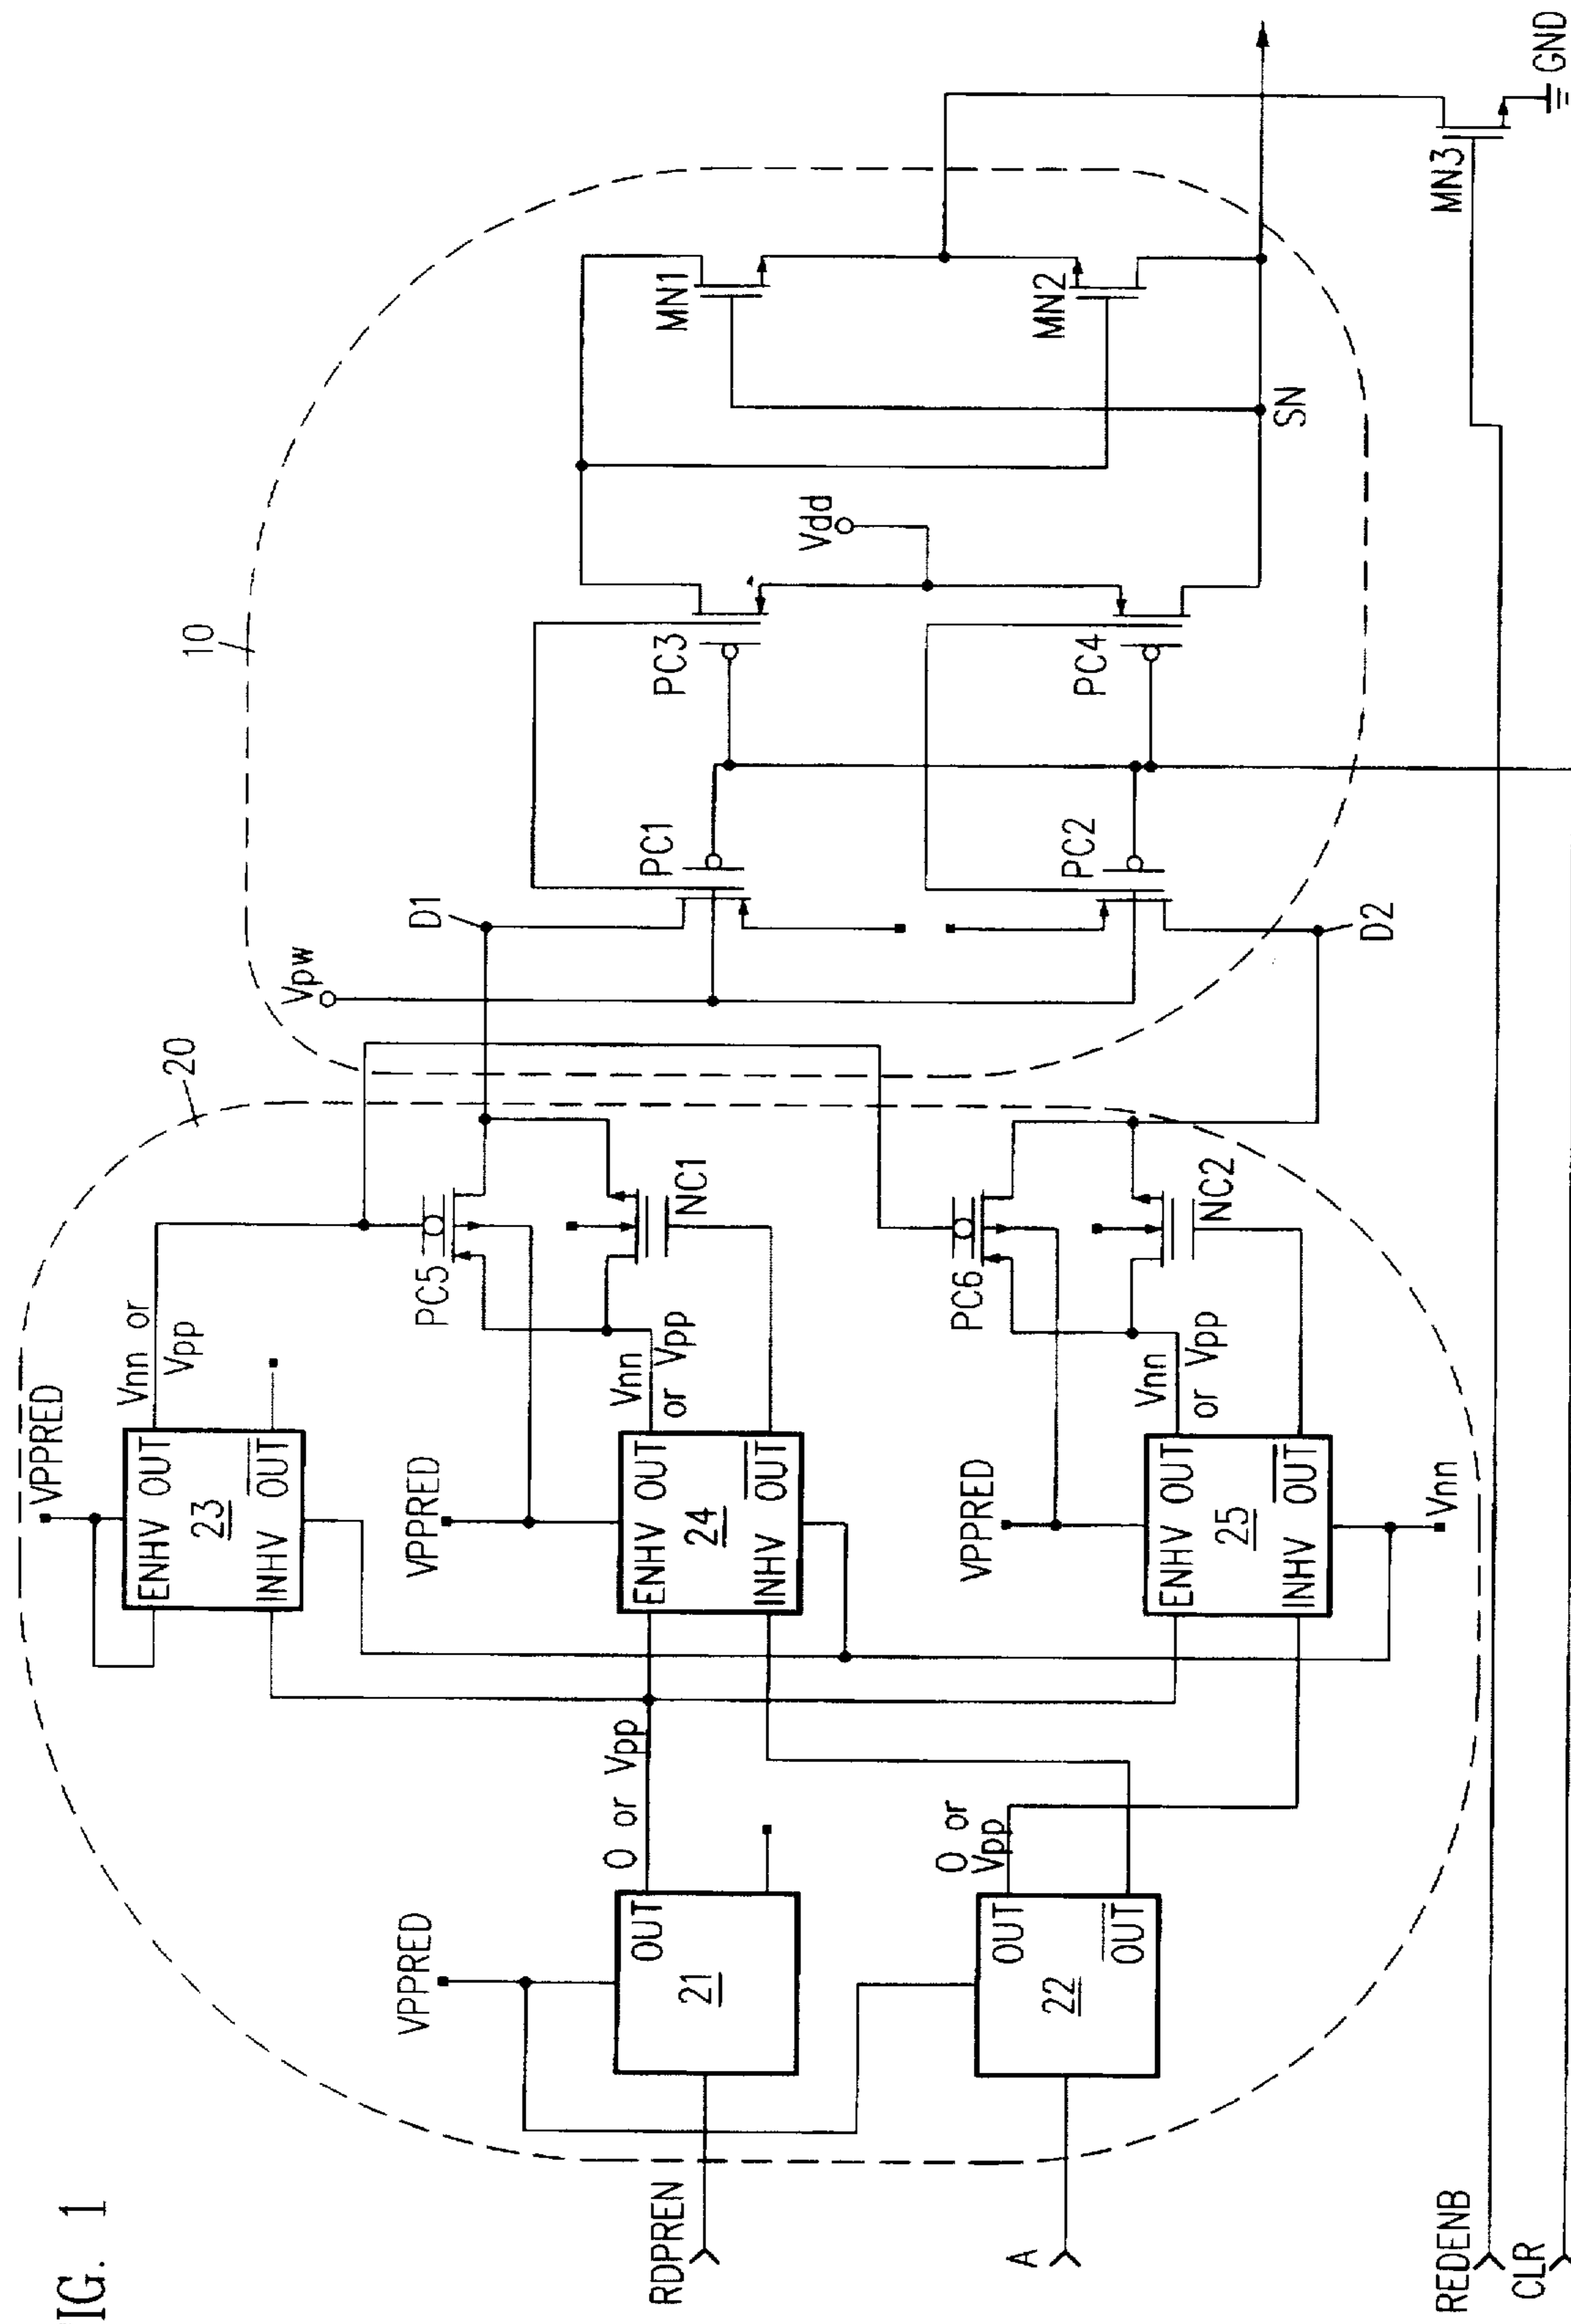 IG. 1
10
20
VPPRED
Vnn or
Vpp
ENHV OUT
23
INHV OUT
Vpw
D1
PC1
PC3
MN1
PC5
NC1
VPPRED
Vnn
or Vpp
ENHV OUT
24
INHV OUT
Vdd
PC2
PC4
MN2
SN
D2
PC6
NC2
VPPRED
Vnn
or Vpp
ENHV OUT
25
INHV OUT
Vnn
VPPRED
O or Vpp
OUT
21
RDPREN
O or
Vpp
OUT
22
OUT
A
MN3
GND
REDENB
CLR